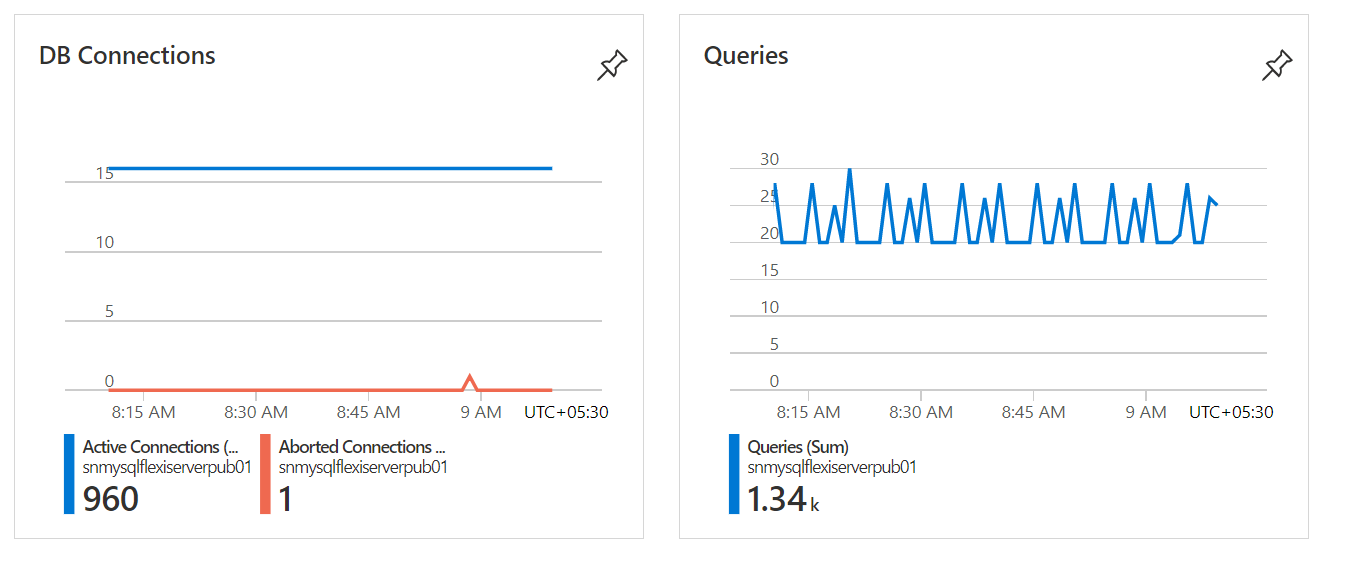 DB Connections
15
10
5
0
8:15 AM 8:30 AM 8:45 AM 9 AM UTC+05:30
Active Connections (...
snmysqlflexiserverpub01
960
Aborted Connections ...
snmysqlflexiserverpub01
1
Queries
30
25
20
15
10
5
0
8:15 AM 8:30 AM 8:45 AM 9 AM UTC+05:30
Queries (Sum)
snmysqlflexiserverpub01
1.34 k